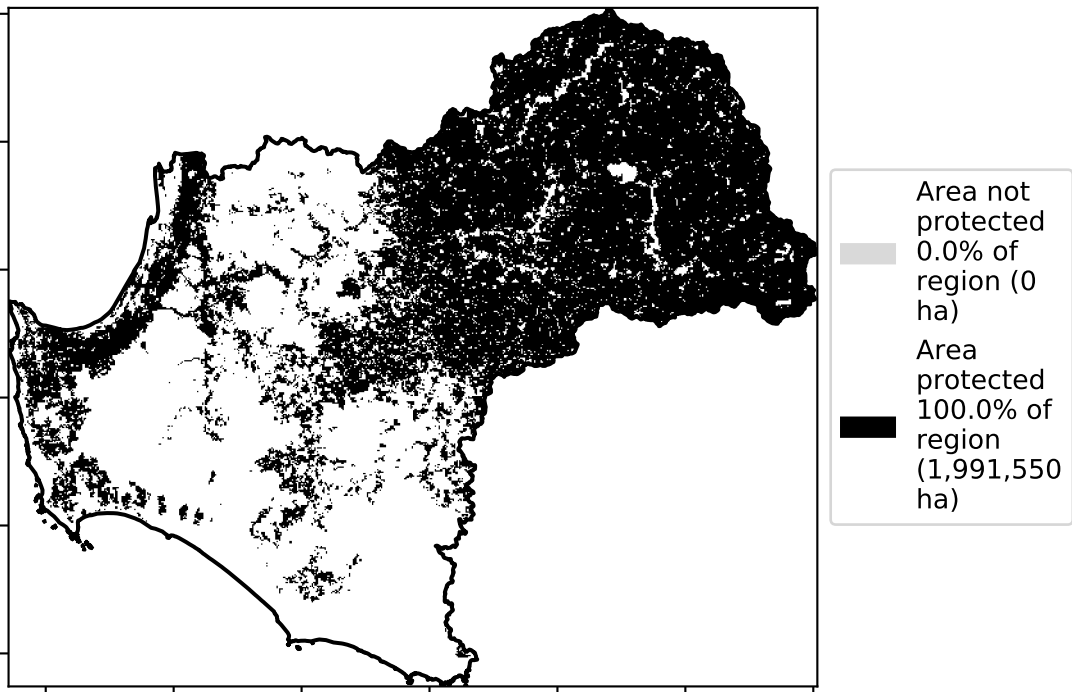 Area not
protected
0.0% of
region (0
ha)
Area
protected
100.0% of
region
(1,991,550
ha)